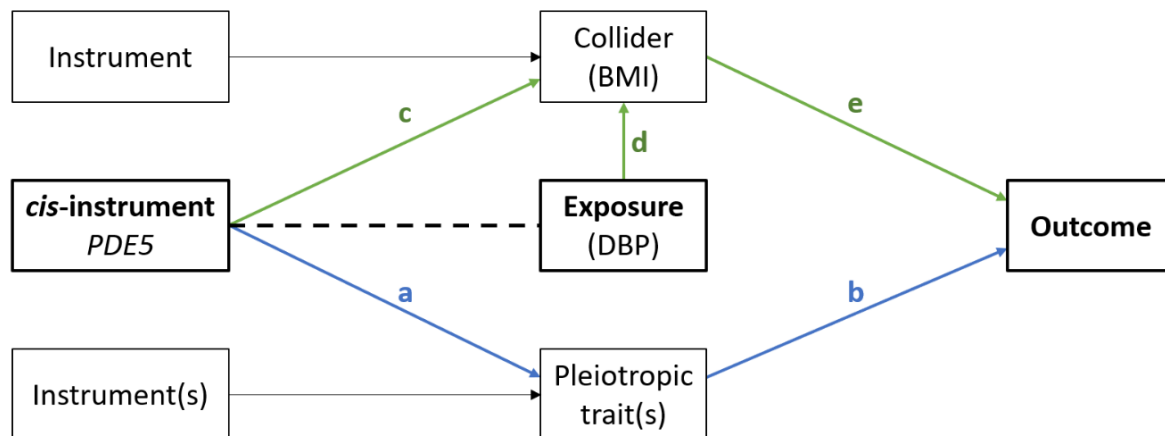 Instrument
Collider
(BMI)
c
d
e
cis-instrument
PDE5
Exposure
(DBP)
Outcome
a
b
Instrument(s)
Pleiotropic
trait(s)